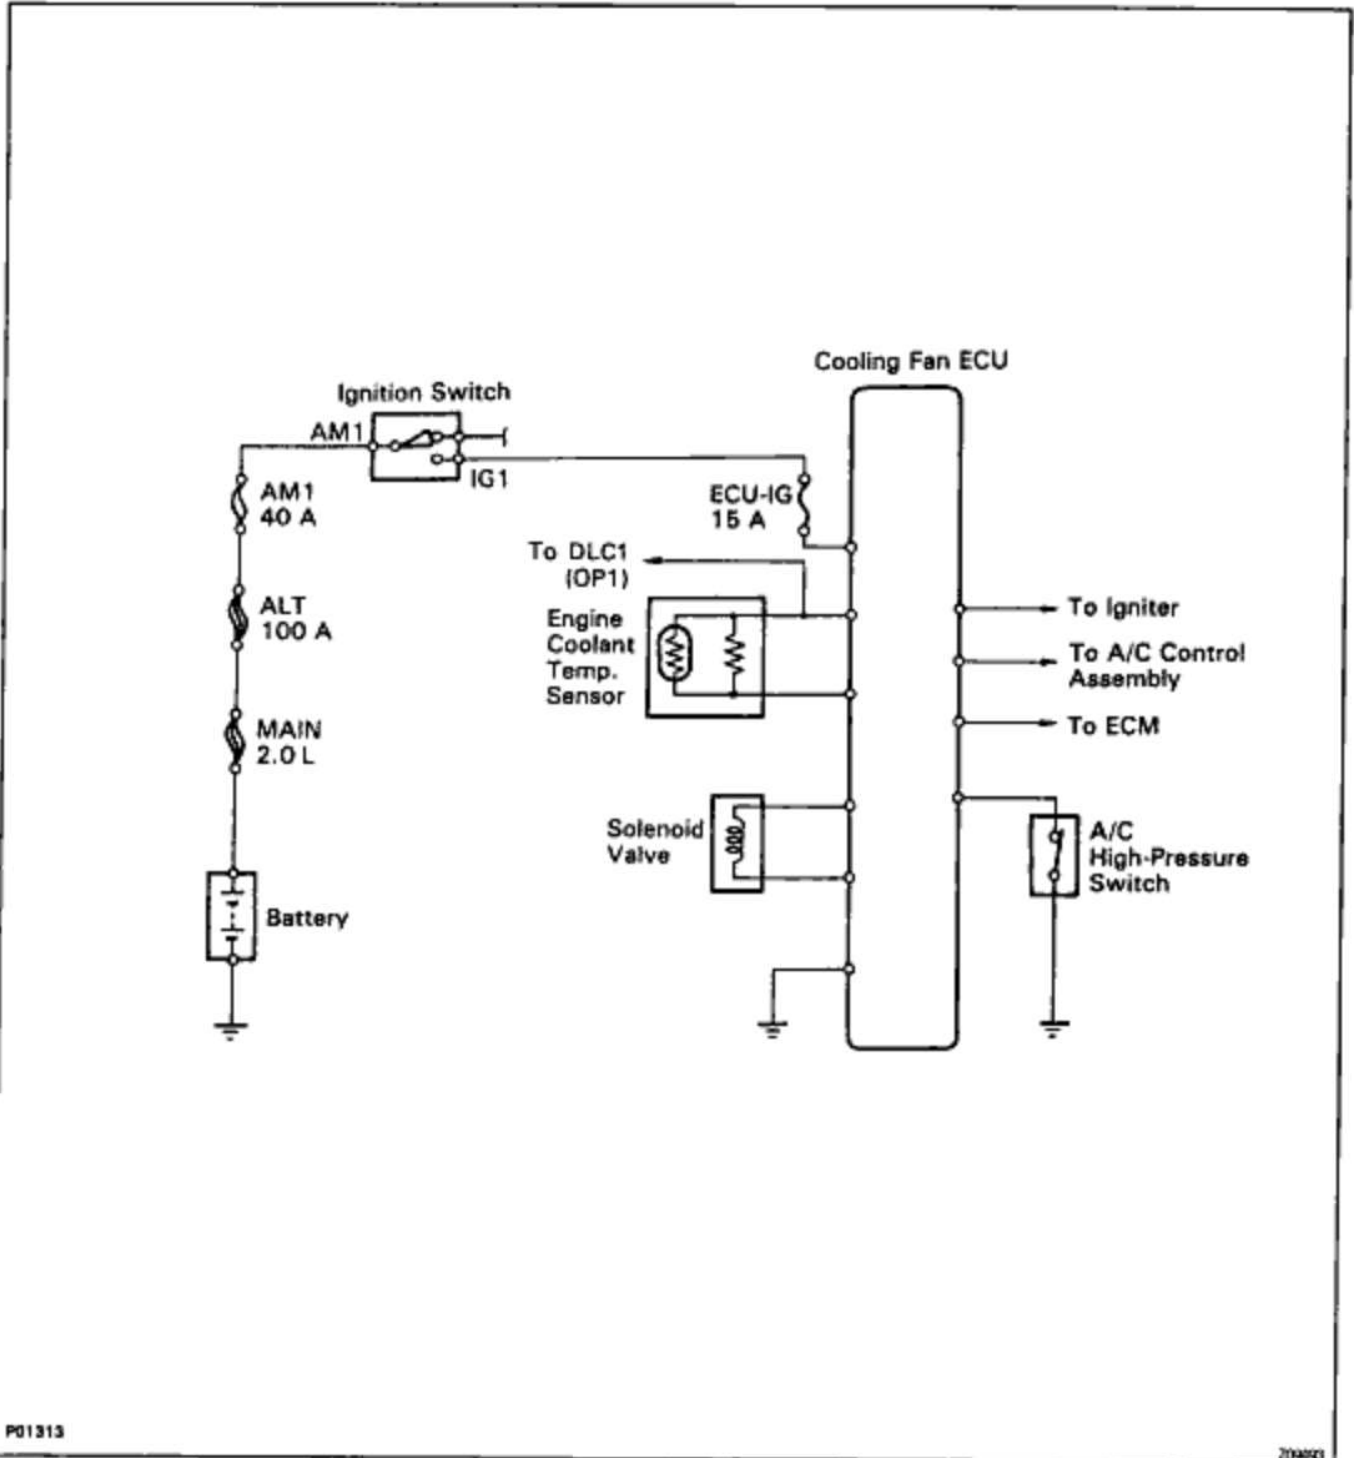 Cooling Fan ECU
Ignition Switch
AM1
IG1
AM1
40 A
ECU-IG
15 A
To DLC1
(OP1)
ALT
100 A
Engine
Coolant
Temp.
Sensor
To Igniter
To A/C Control
Assembly
To ECM
MAIN
2.0 L
Solenoid
Valve
A/C
High-Pressure
Switch
Battery
P01313